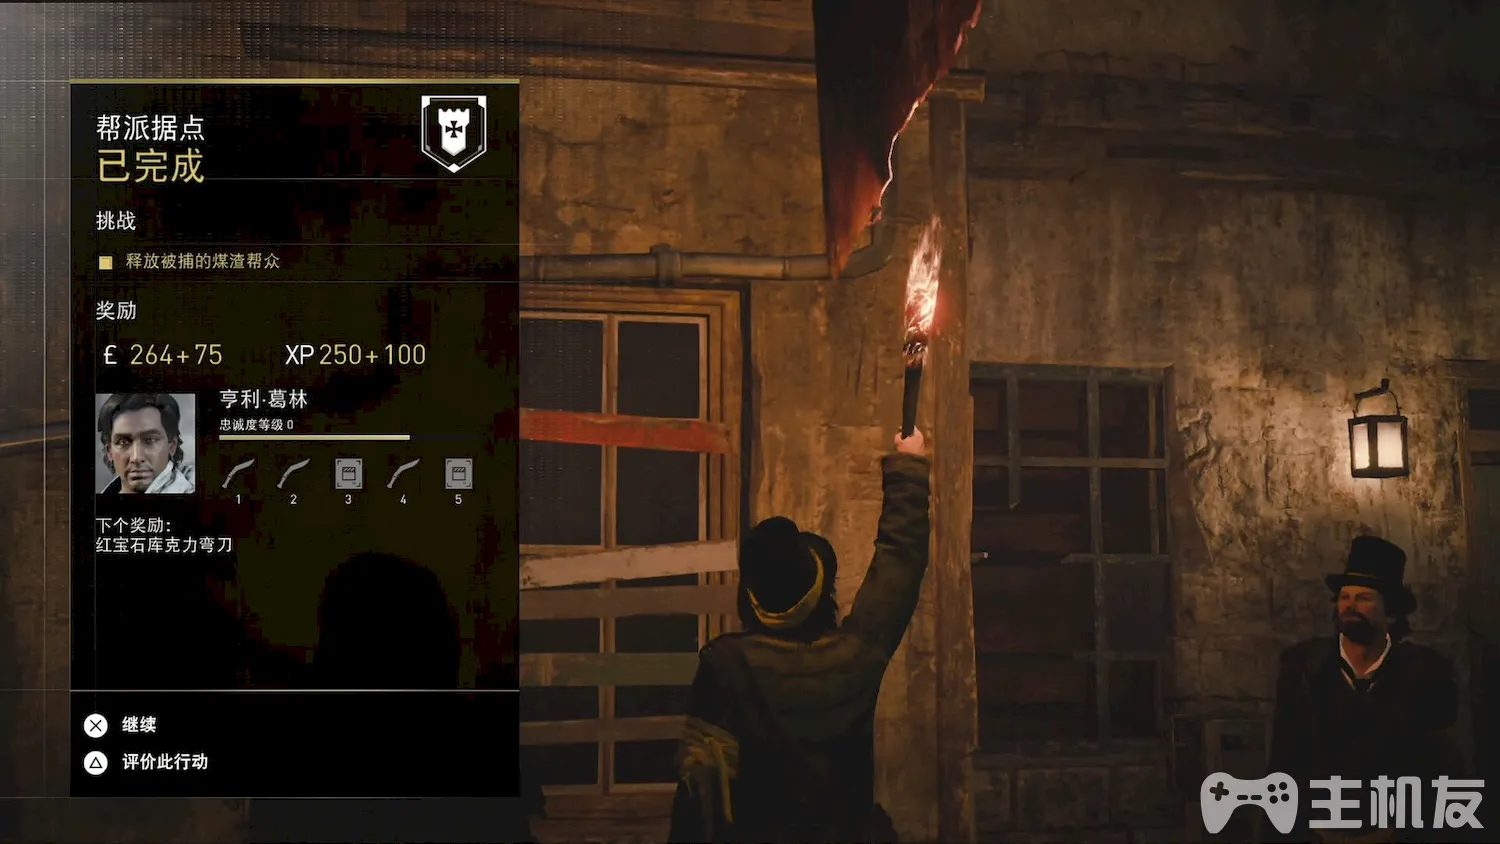 帮派据点
已完成
挑战
释放被捕的煤渣帮众
奖励
£ 264+75 XP 250+100
亨利·葛林
忠诚度等级 0
1 2 3 4 5
下个奖励：
红宝石库克力弯刀
继续
评价此行动
主机友